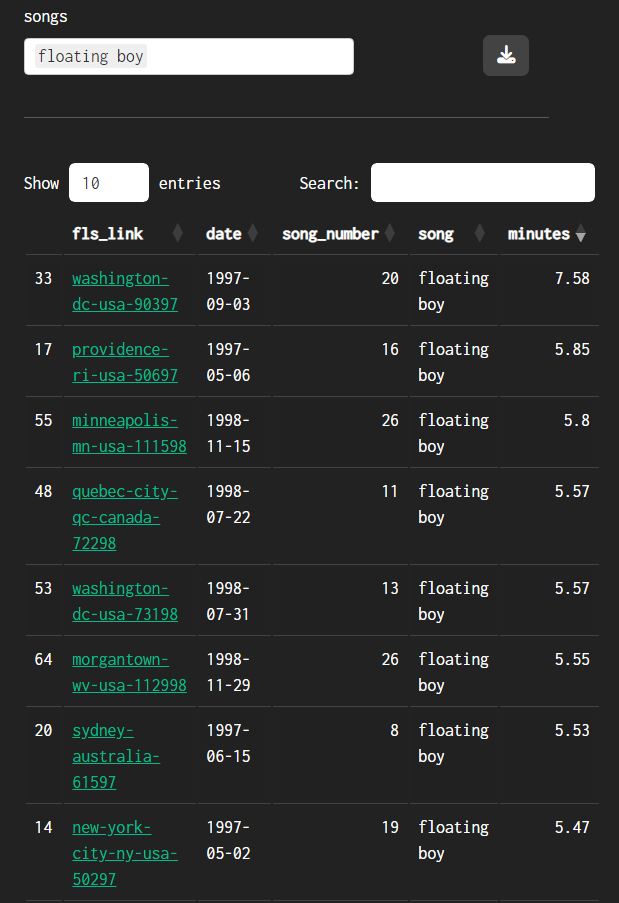 songs
floating boy
Show 10 entries Search:
fls_link date song_number song minutes
33 washington- 1997- 20 floating 7.58
dc-usa-90397 09-03 boy
17 providence- 1997- 16 floating 5.85
ri-usa-50697 05-06 boy
55 minneapolis- 1998- 26 floating 5.8
mn-usa-111598 11-15 boy
48 quebec-city- 1998- 11 floating 5.57
qc-canada- 07-22 boy
72298
53 washington- 1998- 13 floating 5.57
dc-usa-73198 07-31 boy
64 morgantown- 1998- 26 floating 5.55
wv-usa-112998 11-29 boy
20 sydney- 1997- 8 floating 5.53
australia- 06-15 boy
61597
14 new-york- 1997- 19 floating 5.47
city-ny-usa- 05-02 boy
50297